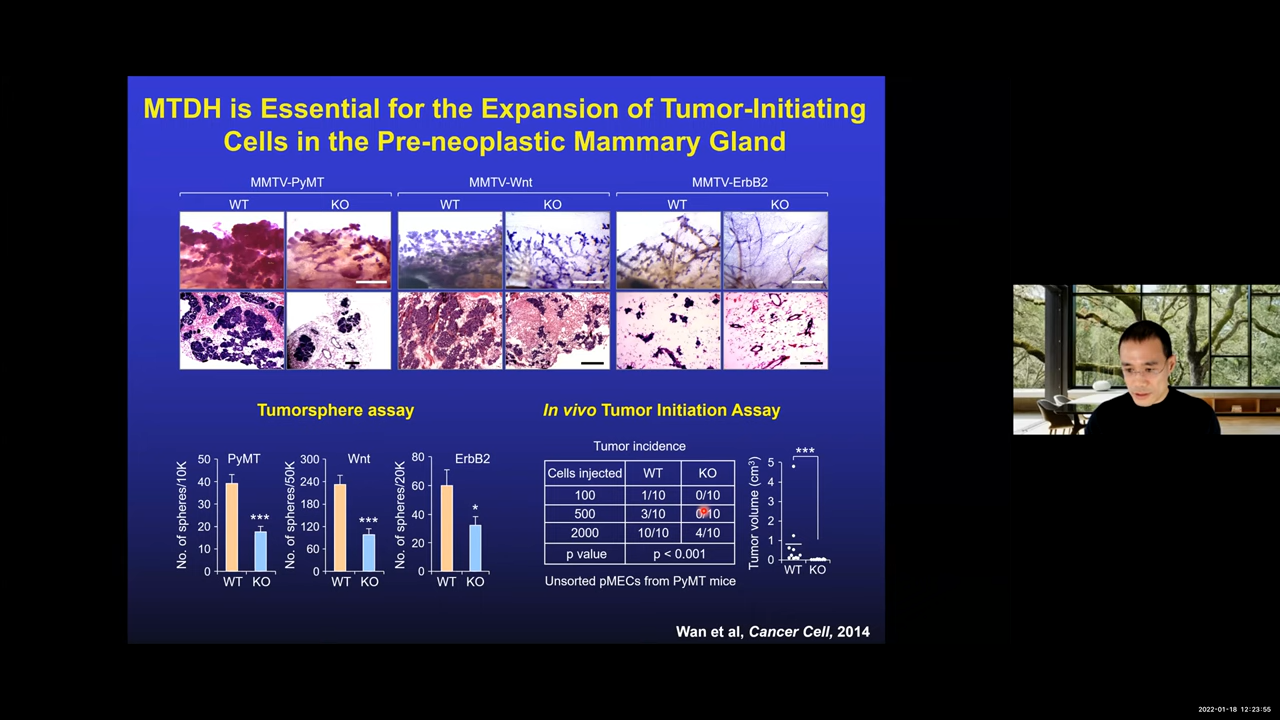 MTDH is Essential for the Expansion of Tumor-Initiating
Cells in the Pre-neoplastic Mammary Gland
MMTV-PyMT MMTV-Wnt MMTV-ErbB2
WT KO WT KO WT KO
Tumorsphere assay
No. of spheres/10K
PyMT
50
40
30
20
10
0
***
WT KO
No. of spheres/50K
Wnt
300
240
180
120
60
0
***
WT KO
No. of spheres/20K
ErbB2
80
60
40
20
0
*
WT KO
In vivo Tumor Initiation Assay
Tumor incidence
Cells injected WT KO
100 1/10 0/10
500 3/10 0/10
2000 10/10 4/10
p value p < 0.001
Unsorted pMECs from PyMT mice
Tumor volume (cm³)
5
4
3
2
1
0
***
WT KO
Wan et al, Cancer Cell, 2014
2022-01-18 12:23:55